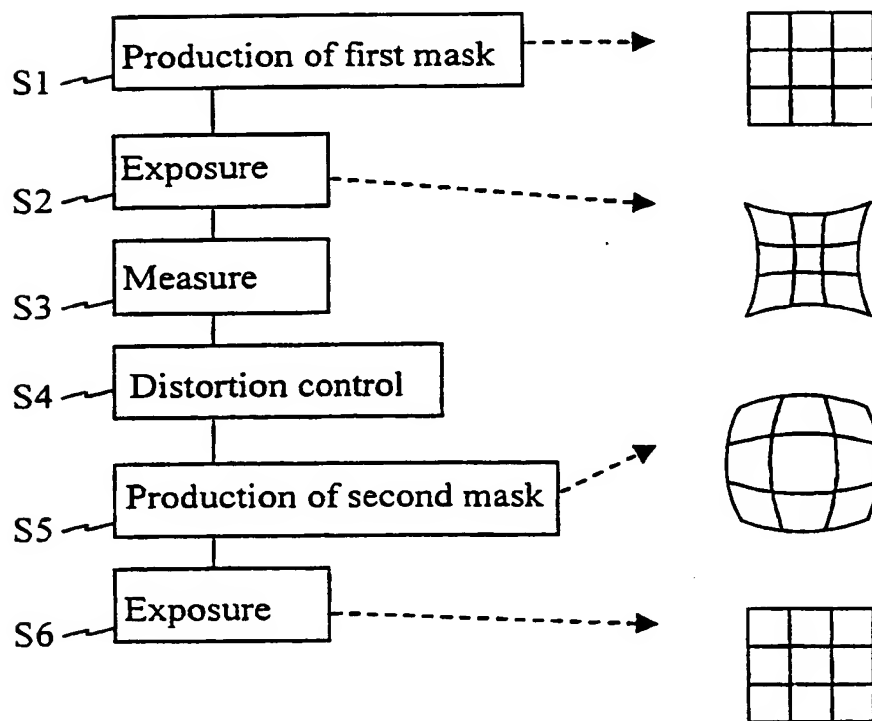 S1
Production of first mask
S2
Exposure
S3
Measure
S4
Distortion control
S5
Production of second mask
S6
Exposure